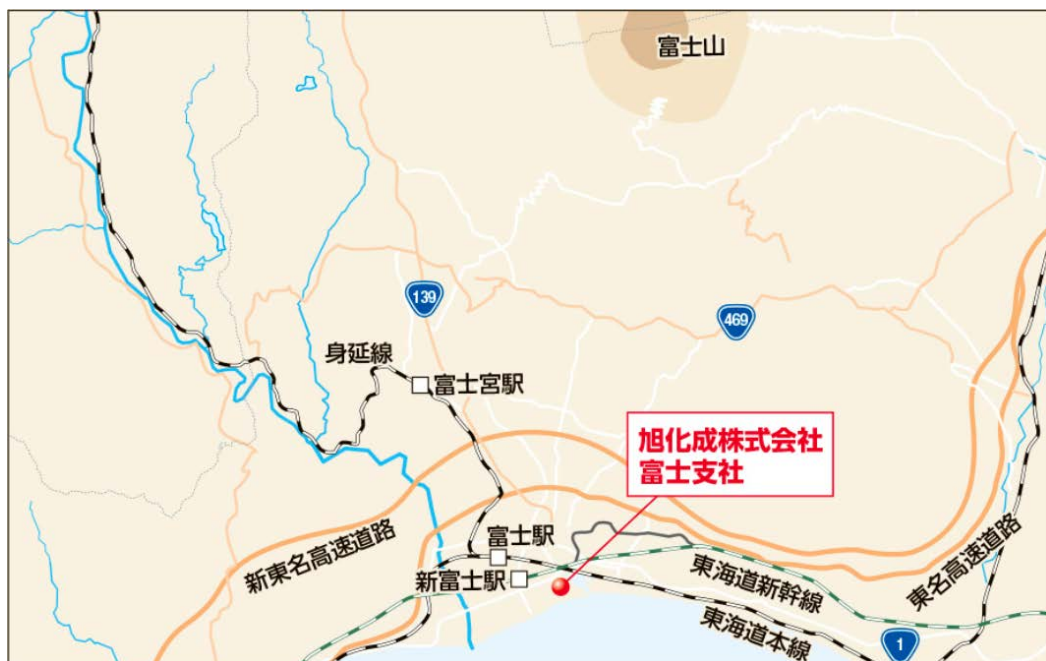 富士山
139
469
身延線
富士宮駅
旭化成株式会社
富士支社
新東名高速道路
富士駅
新富士駅
東海道新幹線
東海道本線
東名高速道路
1